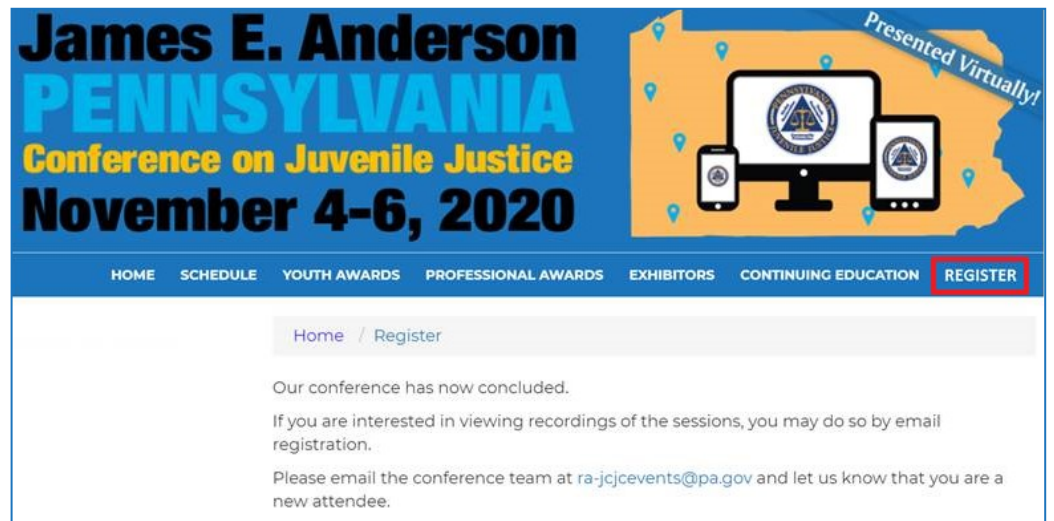 James E. Anderson
PENNSYLVANIA
Conference on Juvenile Justice
November 4-6, 2020
Presented Virtually!
HOME SCHEDULE YOUTH AWARDS PROFESSIONAL AWARDS EXHIBITORS CONTINUING EDUCATION REGISTER
Home / Register
Our conference has now concluded.
If you are interested in viewing recordings of the sessions, you may do so by email
registration.
Please email the conference team at ra-jcjcevents@pa.gov and let us know that you are a
new attendee.